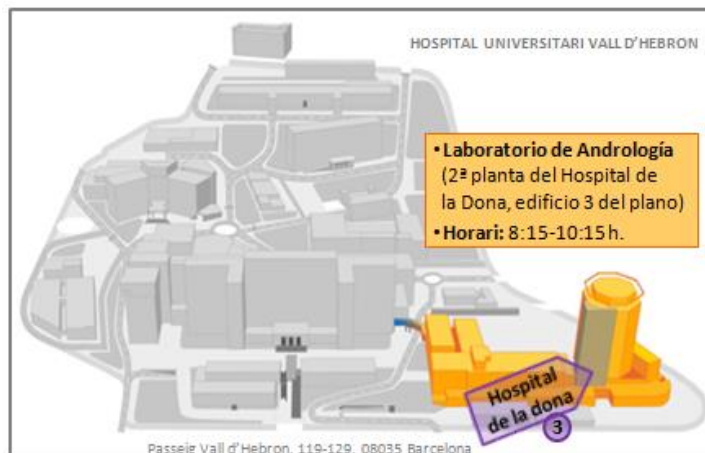 HOSPITAL UNIVERSITARI VALL D'HEBRON
• Laboratorio de Andrología
(2ª planta del Hospital de
la Dona, edificio 3 del plano)
• Horari: 8:15-10:15h.
Hospital
de la dona
3
Passeig Vall d'Hebron, 119-129, 08035 Barcelona